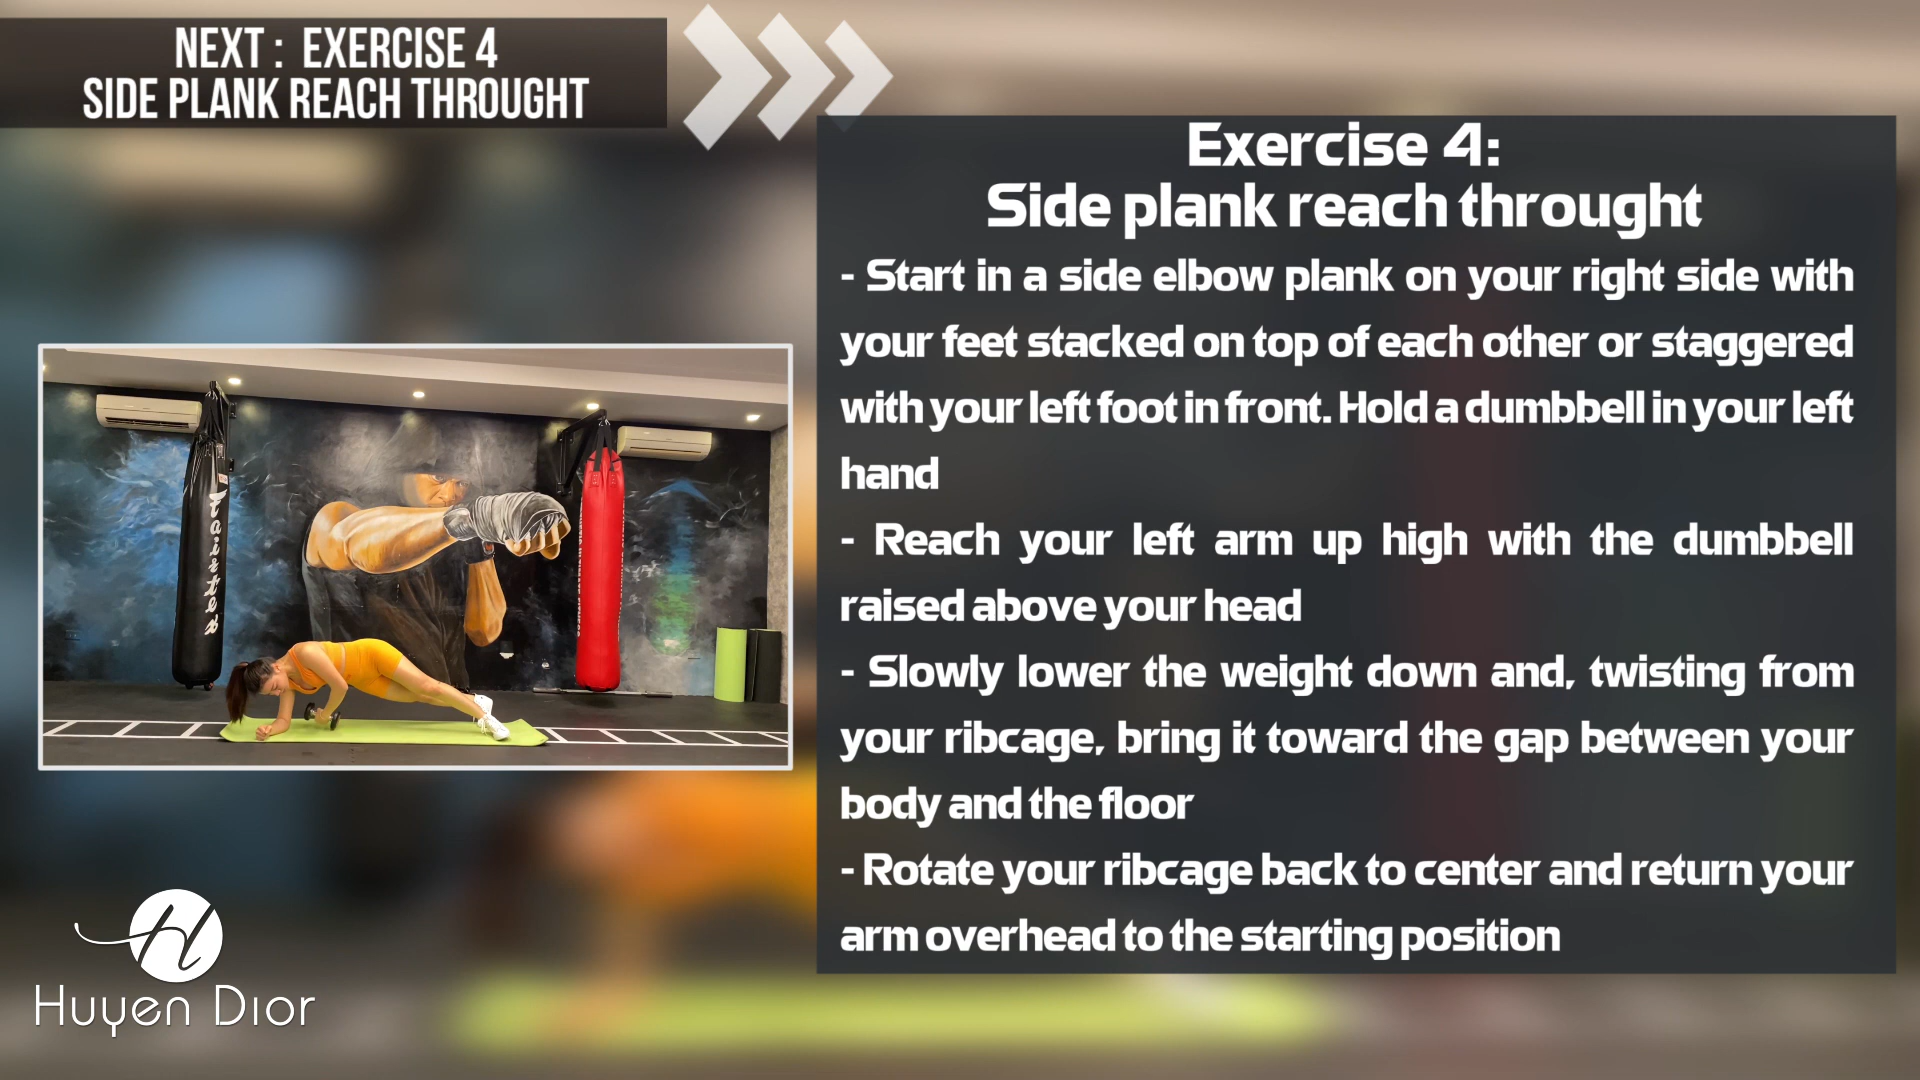 NEXT : EXERCISE 4
SIDE PLANK REACH THROUGHT
Exercise 4:
Side plank reach throught
- Start in a side elbow plank on your right side with
your feet stacked on top of each other or staggered
with your left foot in front. Hold a dumbbell in your left
hand
- Reach your left arm up high with the dumbbell
raised above your head
- Slowly lower the weight down and, twisting from
your ribcage, bring it toward the gap between your
body and the floor
- Rotate your ribcage back to center and return your
arm overhead to the starting position
H
Huyen Dior